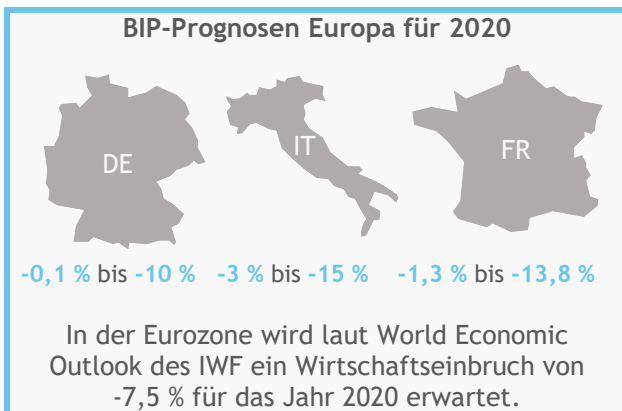 BIP-Prognosen Europa für 2020
DE
IT
FR
-0,1 % bis -10 %
-3 % bis -15 %
-1,3 % bis -13,8 %
In der Eurozone wird laut World Economic
Outlook des IWF ein Wirtschaftseinbruch von
-7,5 % für das Jahr 2020 erwartet.